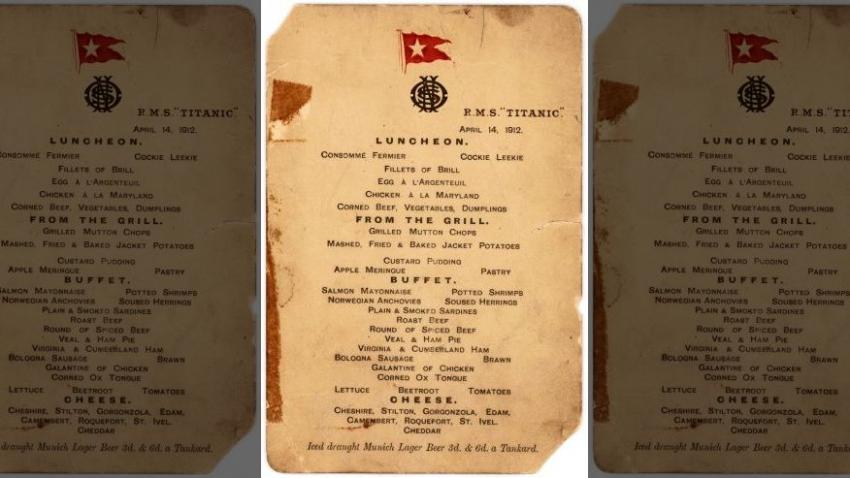 R.M.S. "TITANIC."
APRIL 14, 1912.
LUNCHEON.
CONSOMMÉ FERMIER COCKIE LEEKIE
FILLETS OF BRILL
EGG À L'ARGENTEUIL
CHICKEN À LA MARYLAND
CORNED BEEF, VEGETABLES, DUMPLINGS
FROM THE GRILL.
GRILLED MUTTON CHOPS
MASHED, FRIED & BAKED JACKET POTATOES
CUSTARD PUDDING
APPLE MERINGUE PASTRY
BUFFET.
SALMON MAYONNAISE POTTED SHRIMPS
NORWEGIAN ANCHOVIES SOUSED HERRINGS
PLAIN & SMOKED SARDINES
ROAST BEEF
ROUND OF SPICED BEEF
VEAL & HAM PIE
VIRGINIA & CUMBERLAND HAM
BOLOGNA SAUSAGE BRAWN
GALANTINE OF CHICKEN
CORNED OX TONGUE
LETTUCE BEETROOT TOMATOES
CHEESE.
CHESHIRE, STILTON, GORGONZOLA, EDAM,
CAMEMBERT, ROQUEFORT, ST. IVEL.
CHEDDAR
Iced draught Munich Lager Beer 3d. & 6d. a Tankard.